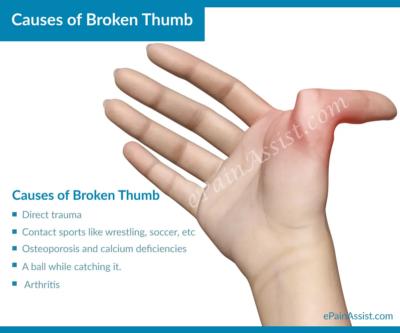 Causes of Broken Thumb
ePainAssist.com
Causes of Broken Thumb
Direct trauma
Contact sports like wrestling, soccer, etc
Osteoporosis and calcium deficiencies
A ball while catching it.
Arthritis
ePainAssist.com